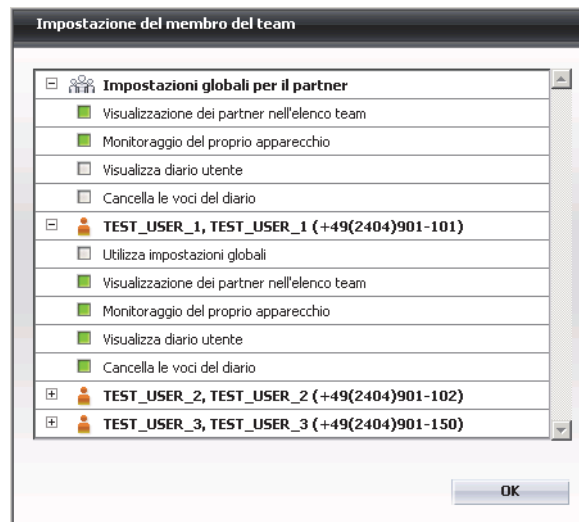 Impostazione del membro del team
Impostazioni globali per il partner
Visualizzazione dei partner nell'elenco team
Monitoraggio del proprio apparecchio
Visualizza diario utente
Cancella le voci del diario
TEST_USER_1, TEST_USER_1 (+49(2404)901-101)
Utilizza impostazioni globali
Visualizzazione dei partner nell'elenco team
Monitoraggio del proprio apparecchio
Visualizza diario utente
Cancella le voci del diario
TEST_USER_2, TEST_USER_2 (+49(2404)901-102)
TEST_USER_3, TEST_USER_3 (+49(2404)901-150)
OK